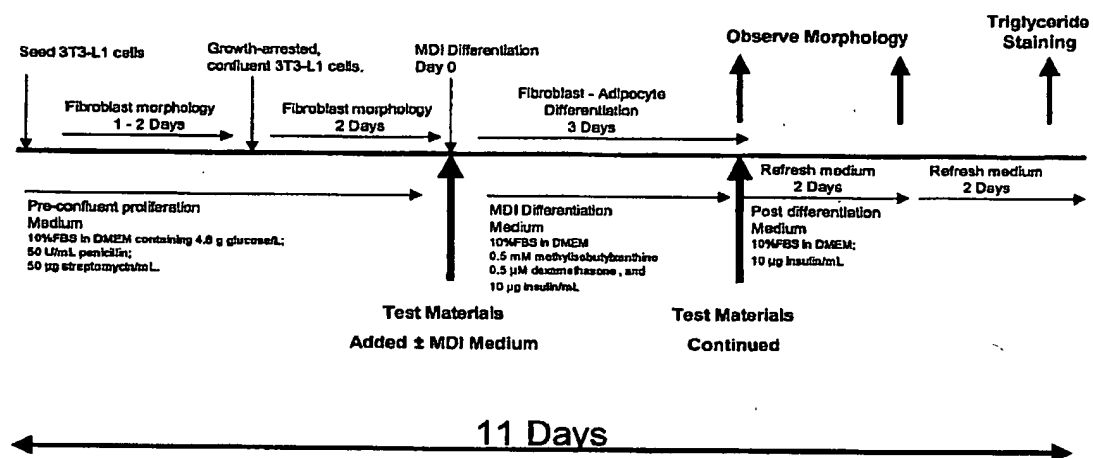 Seed 3T3-L1 cells
Growth-arrested,
confluent 3T3-L1 cells.
MDI Differentiation
Day 0
Observe Morphology
Triglyceride
Staining
Fibroblast morphology
1 - 2 Days
Fibroblast morphology
2 Days
Fibroblast - Adipocyte
Differentiation
3 Days
Refresh medium
2 Days
Refresh medium
2 Days
Pre-confluent proliferation
Medium
10%FBS in DMEM containing 4.6 g glucose/L;
50 U/mL penicilin;
50 µg streptomycin/mL.
MDI Differentiation
Medium
10%FBS in DMEM
0.5 mM methylisobutylxanthine
0.5 µM dexamethasone, and
10 µg insulin/mL
Post differentiation
Medium
10%FBS in DMEM;
10 µg insulin/mL
Test Materials
Added ± MDI Medium
Test Materials
Continued
11 Days